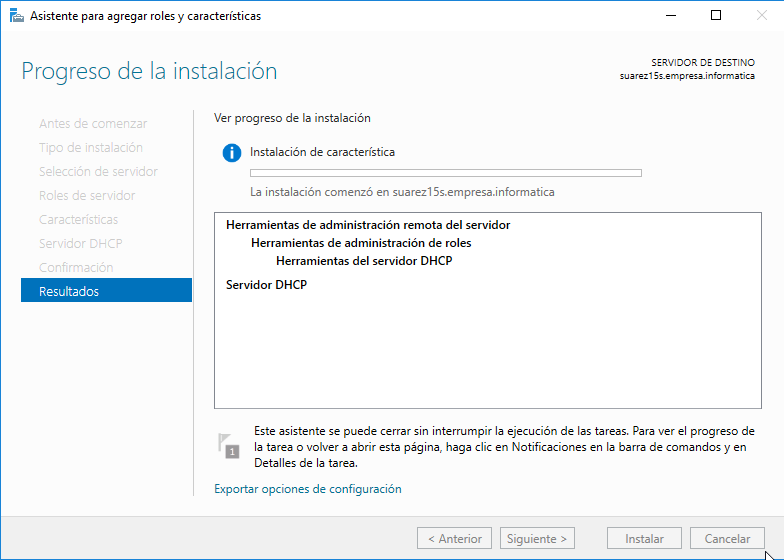 Asistente para agregar roles y características
Progreso de la instalación
SERVIDOR DE DESTINO
suarez15s.empresa.informatica
Antes de comenzar
Tipo de instalación
Selección de servidor
Roles de servidor
Características
Servidor DHCP
Confirmación
Resultados
Ver progreso de la instalación
Instalación de característica
La instalación comenzó en suarez15s.empresa.informatica
Herramientas de administración remota del servidor
Herramientas de administración de roles
Herramientas del servidor DHCP
Servidor DHCP
1
Este asistente se puede cerrar sin interrumpir la ejecución de las tareas. Para ver el progreso de
la tarea o volver a abrir esta página, haga clic en Notificaciones en la barra de comandos y en
Detalles de la tarea.
Exportar opciones de configuración
< Anterior
Siguiente >
Instalar
Cancelar